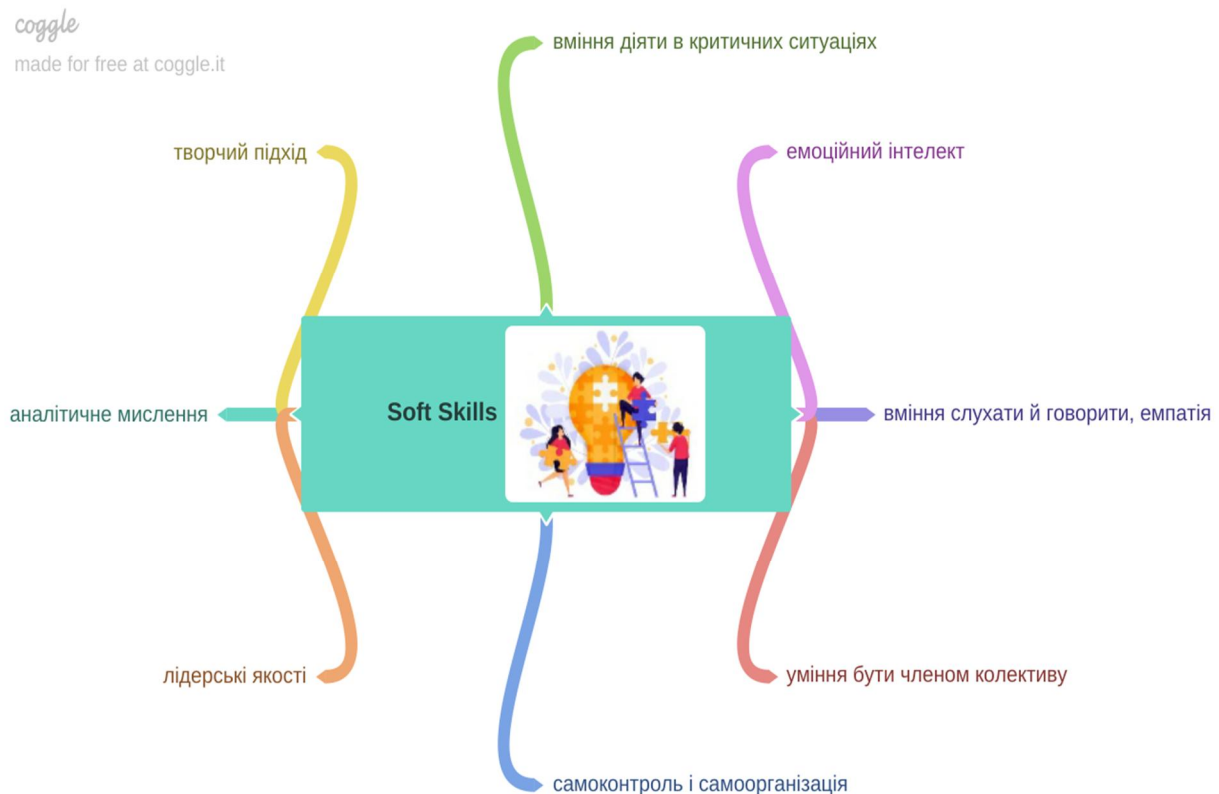 coggle
made for free at coggle.it
вміння діяти в критичних ситуаціях
творчий підхід
емоційний інтелект
аналітичне мислення
Soft Skills
вміння слухати й говорити, емпатія
лідерські якості
уміння бути членом колективу
самоконтроль і самоорганізація